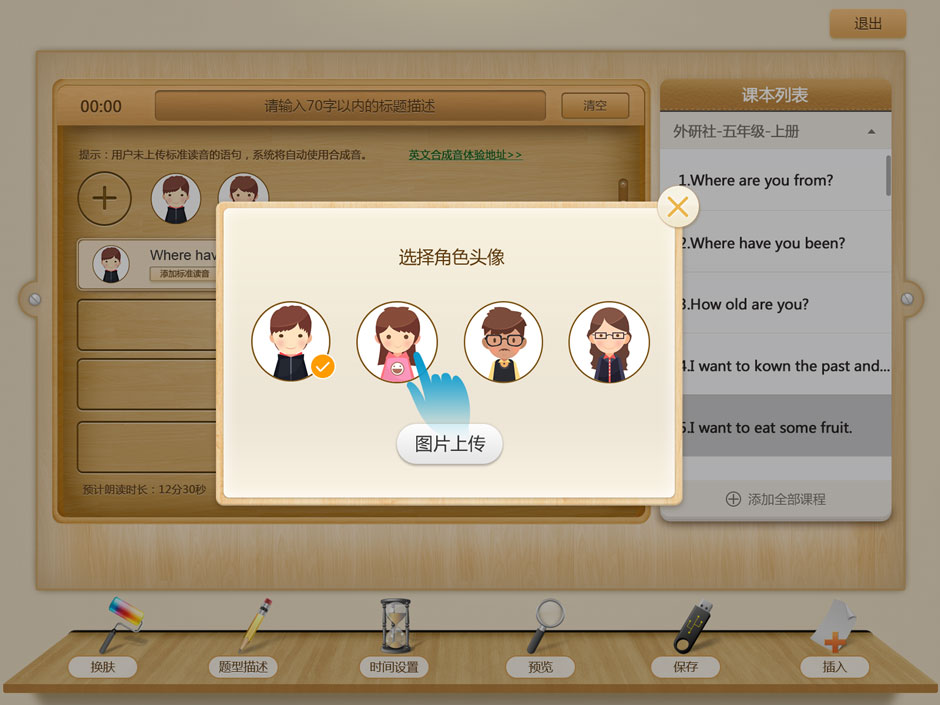 退出
00:00
请输入70字以内的标题描述
清空
课本列表
外研社-五年级-上册
提示：用户未上传标准读音的语句，系统将自动使用合成音。
英文合成音体验地址>>
1.Where are you from?
2.Where have you been?
3.How old are you?
4.I want to kown the past and...
5.I want to eat some fruit.
添加全部课程
Where hav
添加标准读音
选择角色头像
图片上传
预计朗读时长：12分30秒
换肤
题型描述
时间设置
预览
保存
插入